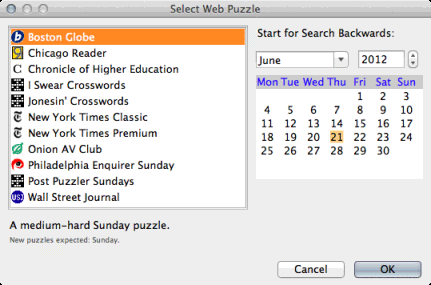 Select Web Puzzle
Boston Globe
Chicago Reader
Chronicle of Higher Education
I Swear Crosswords
Jonesin' Crosswords
New York Times Classic
New York Times Premium
Onion AV Club
Philadelphia Enquirer Sunday
Post Puzzler Sundays
Wall Street Journal
A medium-hard Sunday puzzle.
New puzzles expected: Sunday.
Start for Search Backwards:
June 2012
Mon Tue Wed Thu Fri Sat Sun
1 2 3
4 5 6 7 8 9 10
11 12 13 14 15 16 17
18 19 20 21 22 23 24
25 26 27 28 29 30
Cancel OK